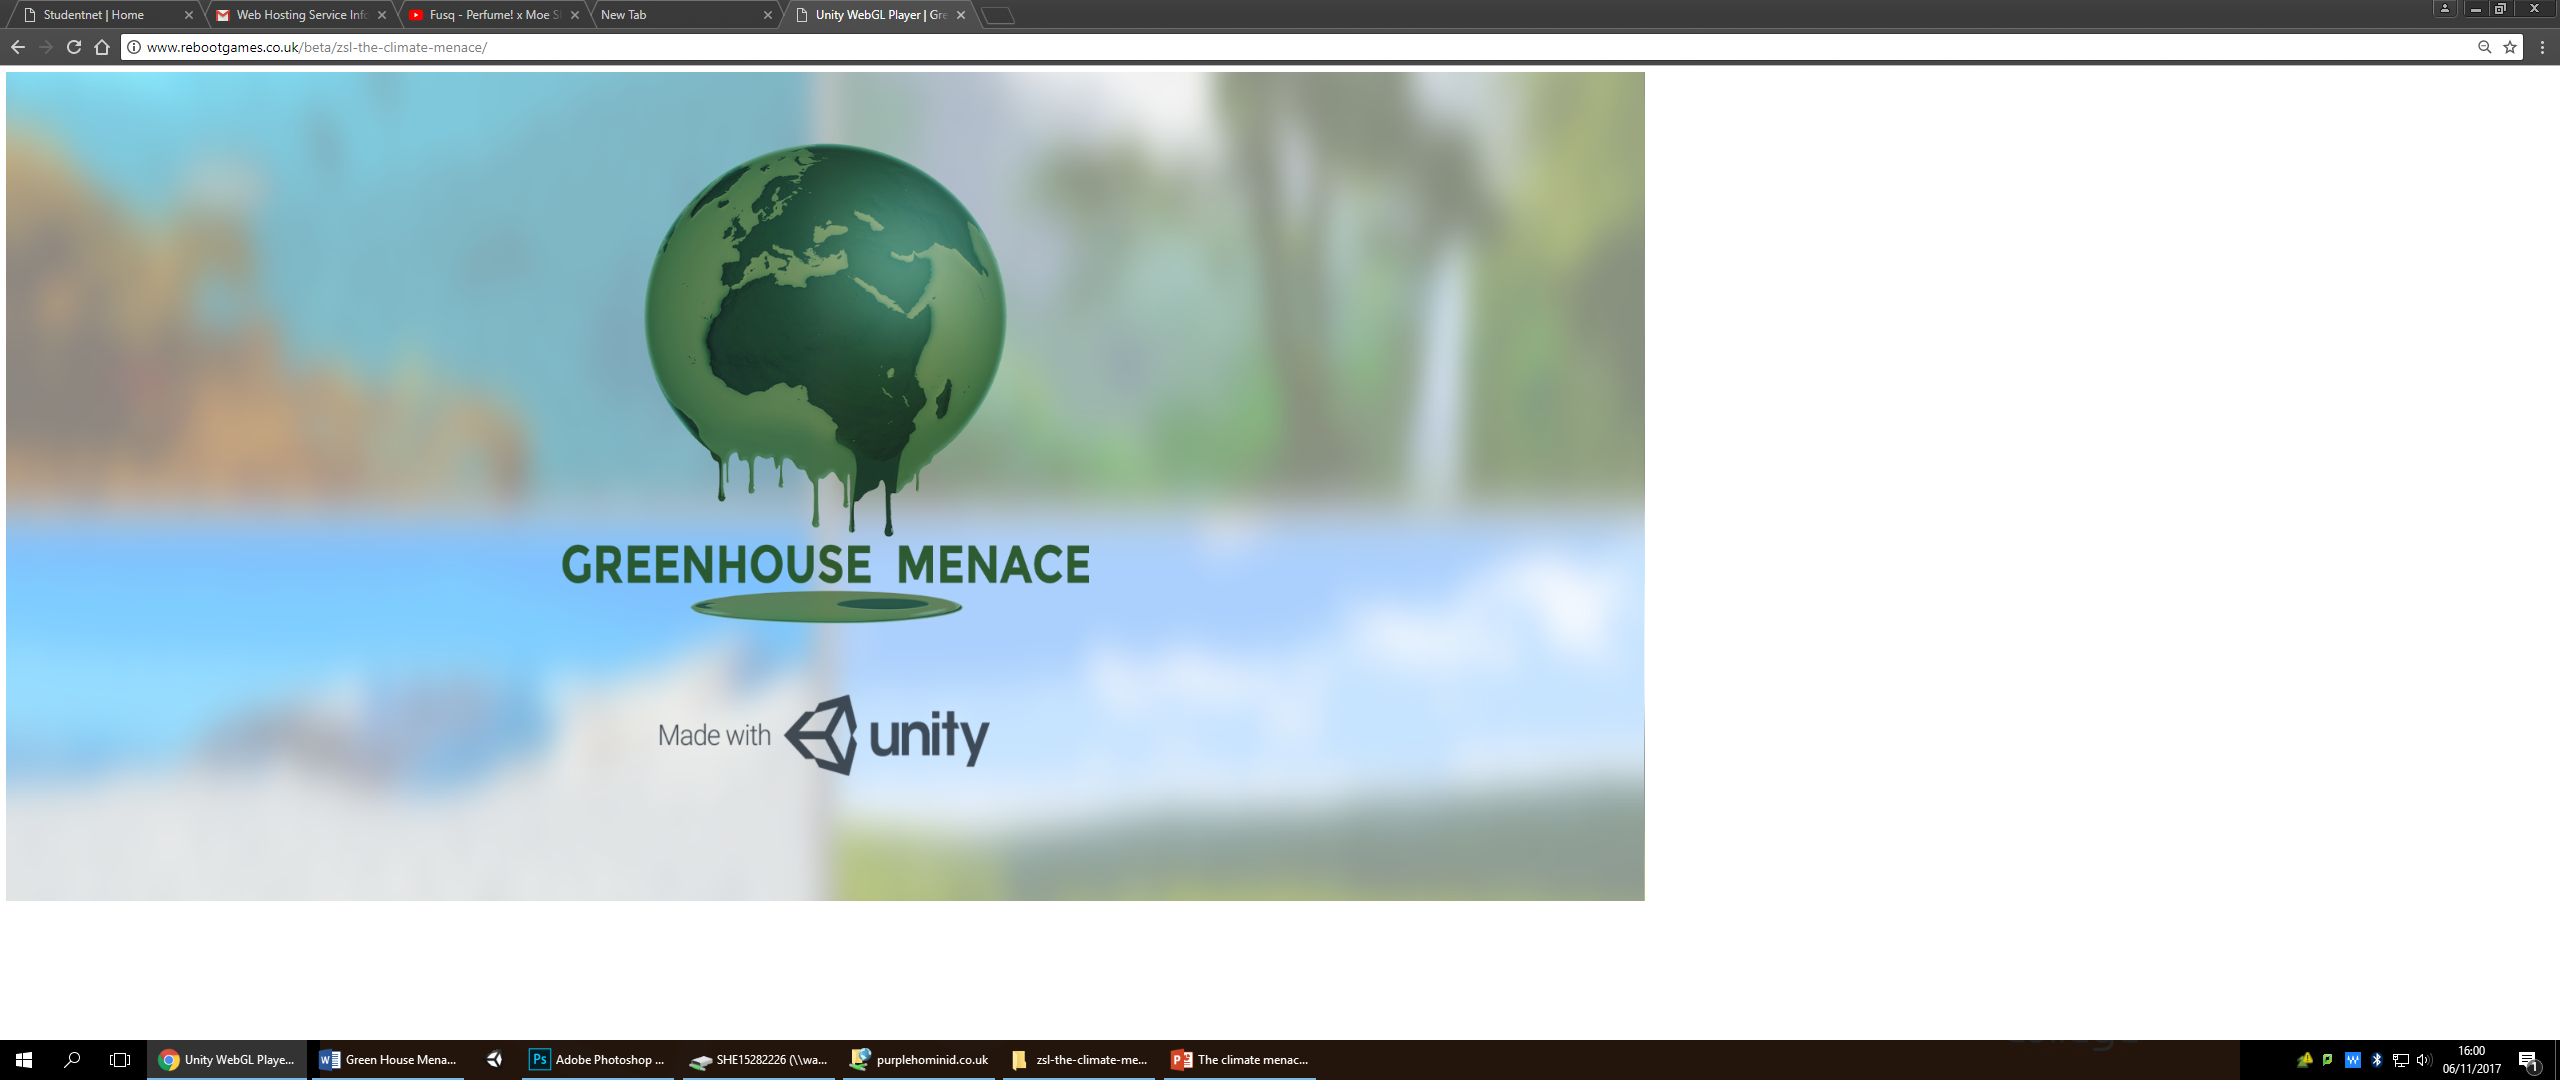 Studentnet | Home
Web Hosting Service Info
Fusq - Perfume! x Moe S
New Tab
Unity WebGL Player | Gre
www.rebootgames.co.uk/beta/zsl-the-climate-menace/
GREENHOUSE MENACE
Made with unity
Unity WebGL Playe...
Green House Mena...
Adobe Photoshop ...
SHE15282226 (\\wa...
purplehominid.co.uk
zsl-the-climate-me...
The climate menac...
16:00
06/11/2017
1